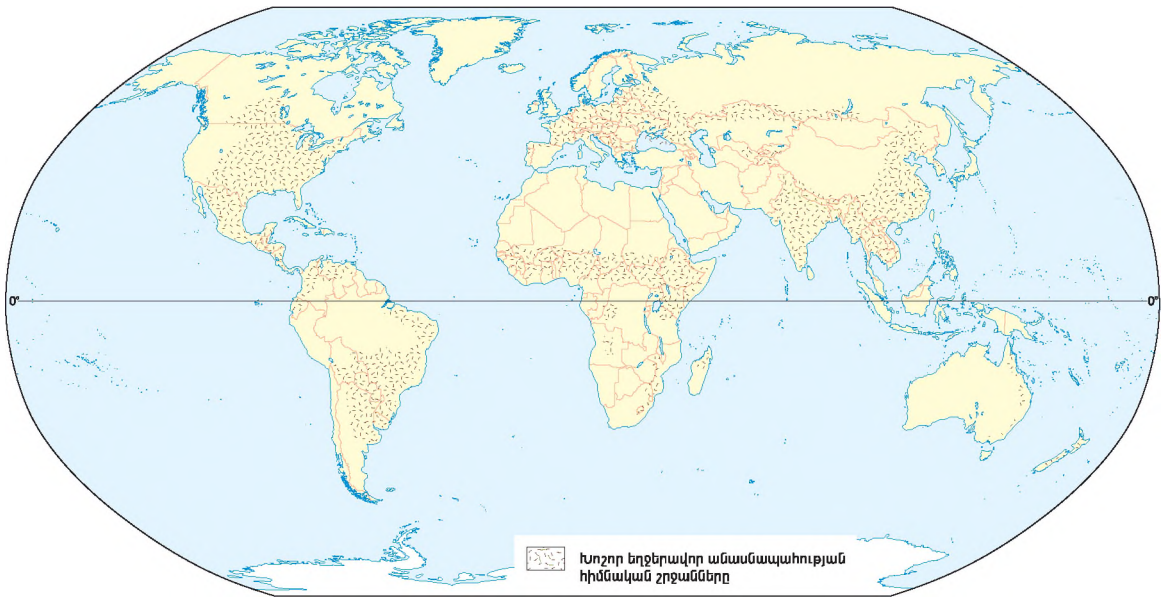 0°
0°
Խոշոր եղջերավոր անասնապահության
հիմնական շրջանները